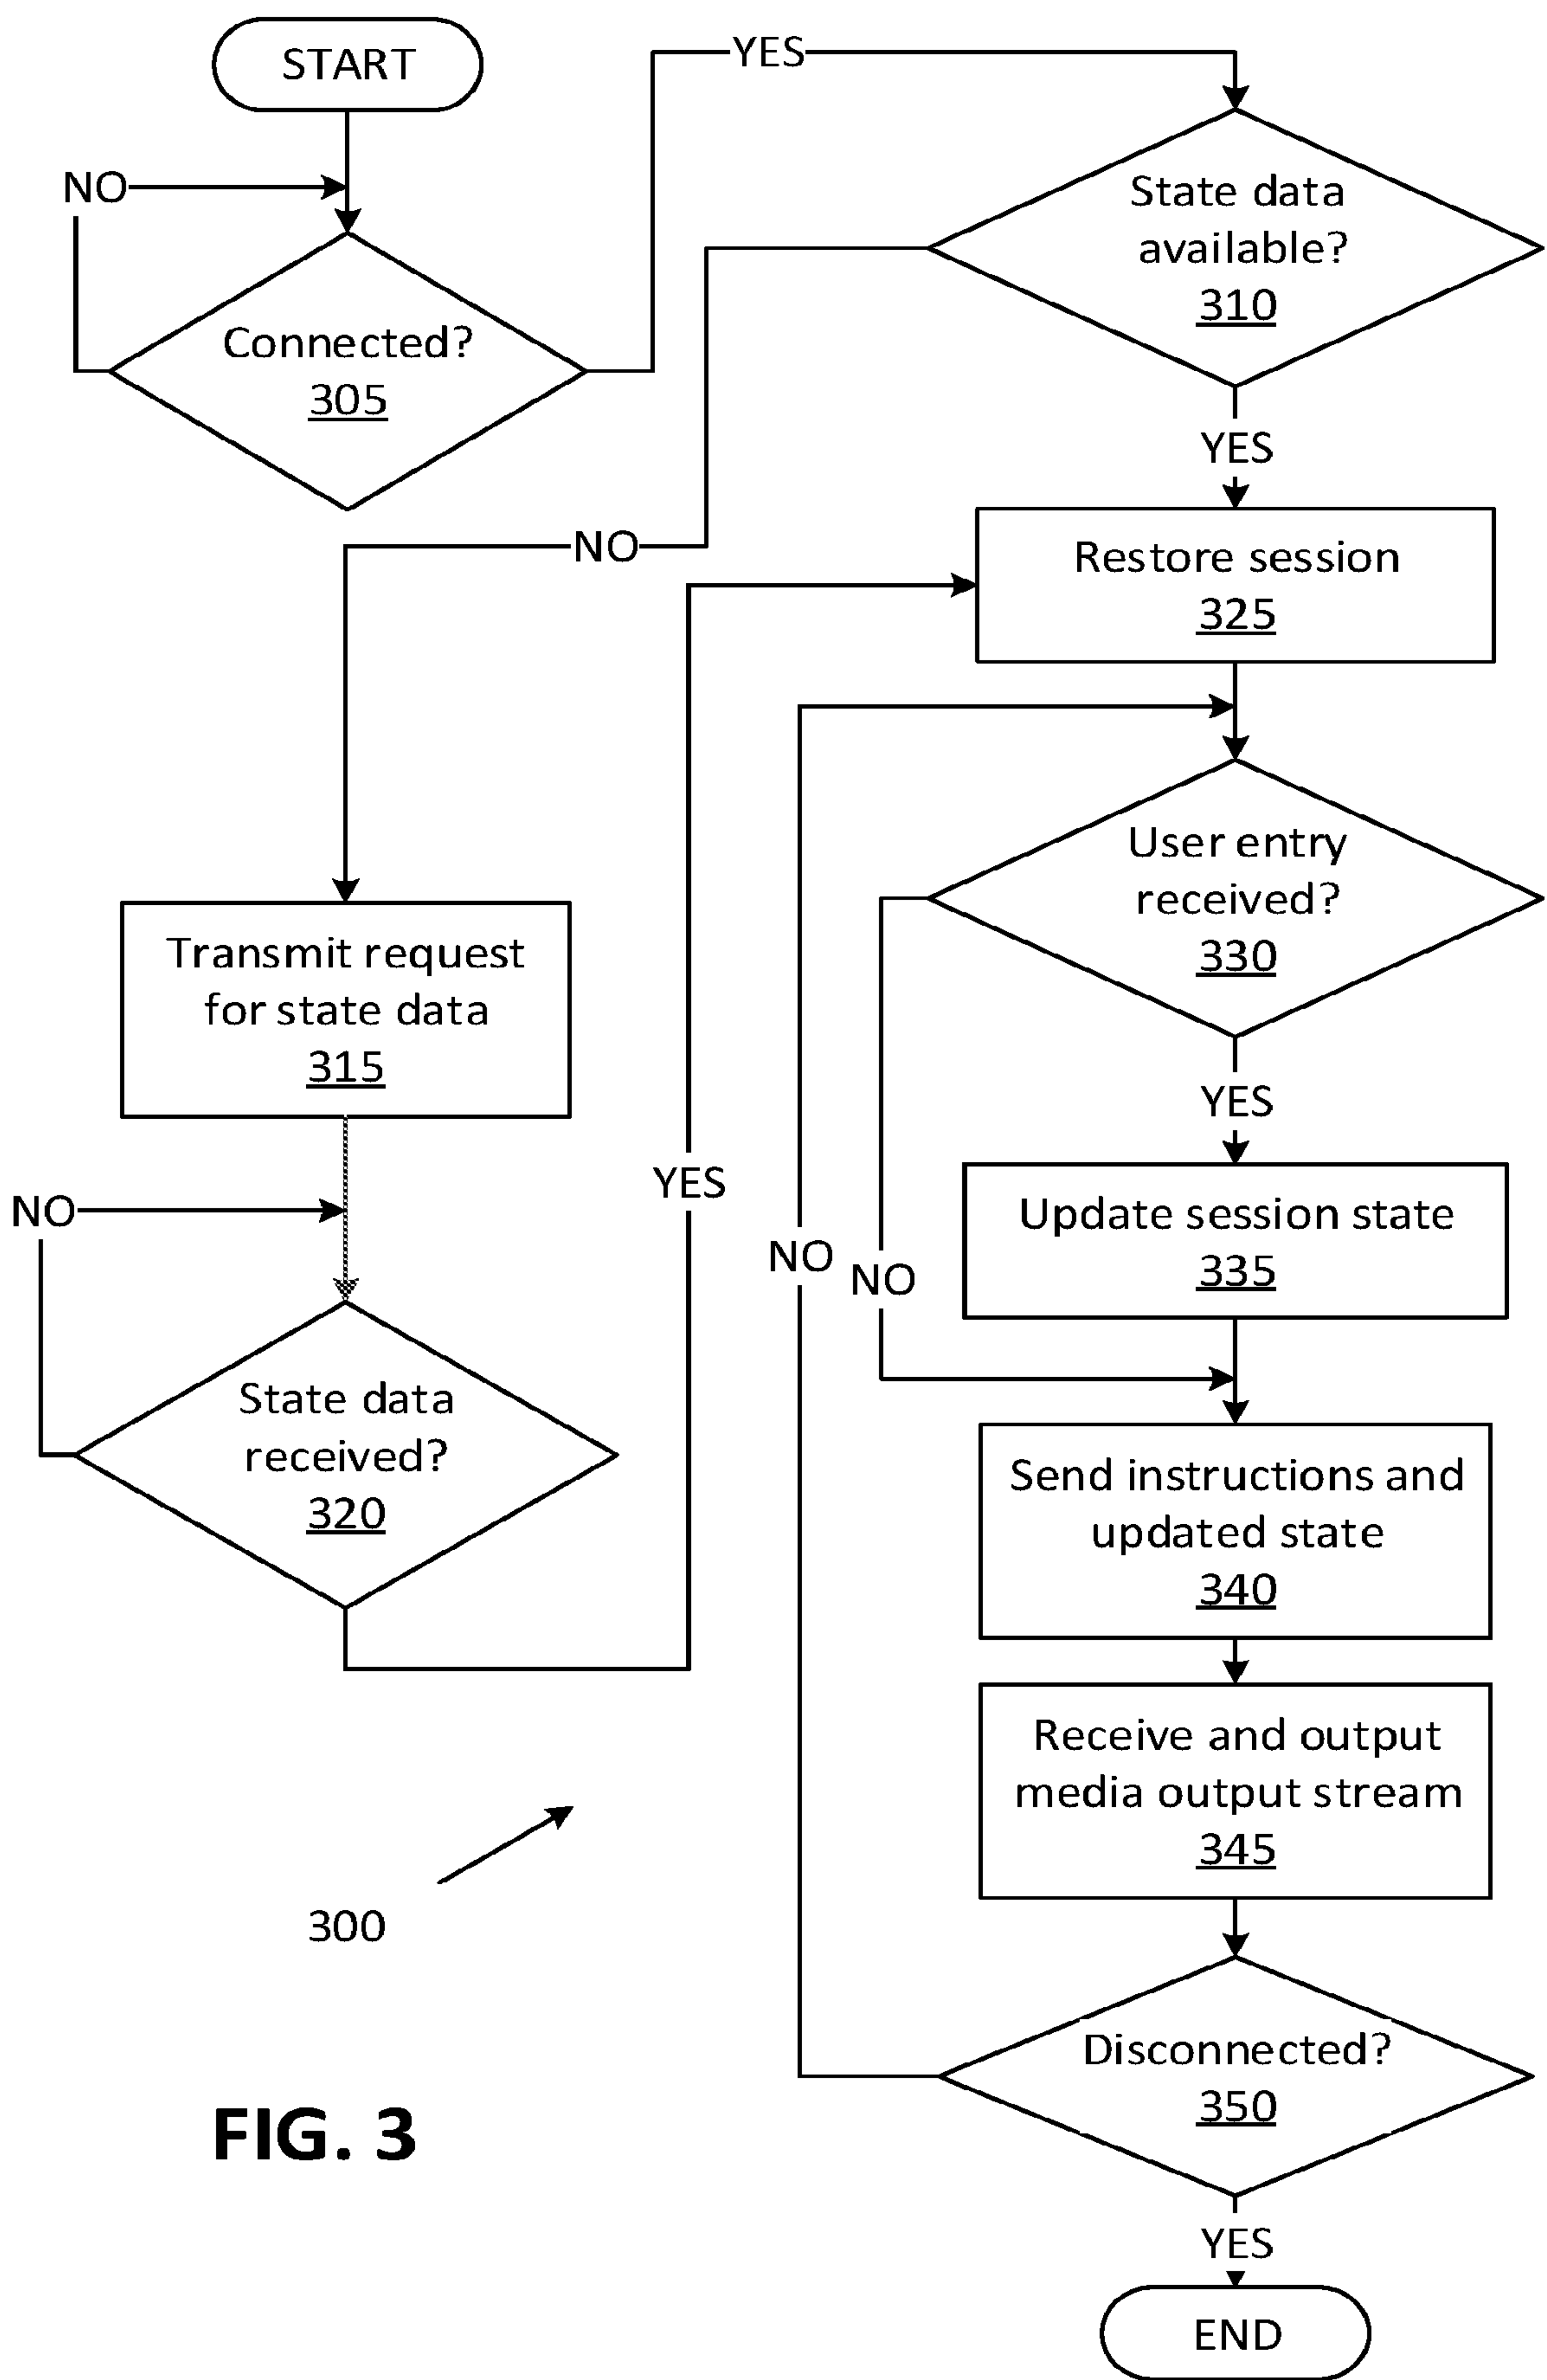 START
YES
NO
State data
available?
310
Connected?
305
YES
NO
Restore session
325
User entry
received?
330
Transmit request
for state data
315
YES
YES
NO
Update session state
335
NO
NO
State data
received?
320
Send instructions and
updated state
340
Receive and output
media output stream
345
300
Disconnected?
350
FIG. 3
YES
END